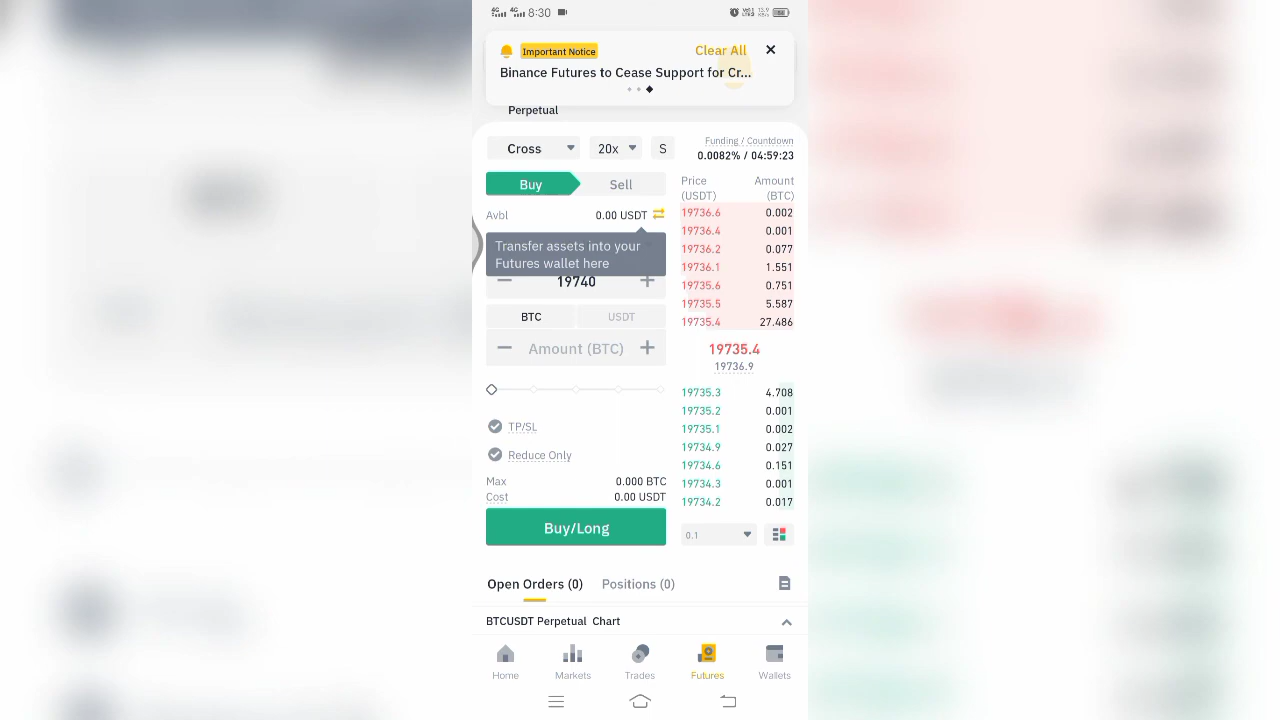 4G 4G 8:30
Important Notice Clear All
Binance Futures to Cease Support for Cr...
Perpetual
Cross 20x S
Funding / Countdown
0.0082% / 04:59:23
Buy Sell
Avbl 0.00 USDT
Transfer assets into your
Futures wallet here
19740
BTC USDT
Amount (BTC)
TP/SL
Reduce Only
Max 0.000 BTC
Cost 0.00 USDT
Buy/Long
Price Amount
(USDT) (BTC)
19736.6 0.002
19736.4 0.001
19736.2 0.077
19736.1 1.551
19735.6 0.751
19735.5 5.587
19735.4 27.486
19735.4
19736.9
19735.3 4.708
19735.2 0.001
19735.1 0.002
19734.9 0.027
19734.6 0.151
19734.3 0.001
19734.2 0.017
0.1
Open Orders (0) Positions (0)
BTCUSDT Perpetual Chart
Home Markets Trades Futures Wallets